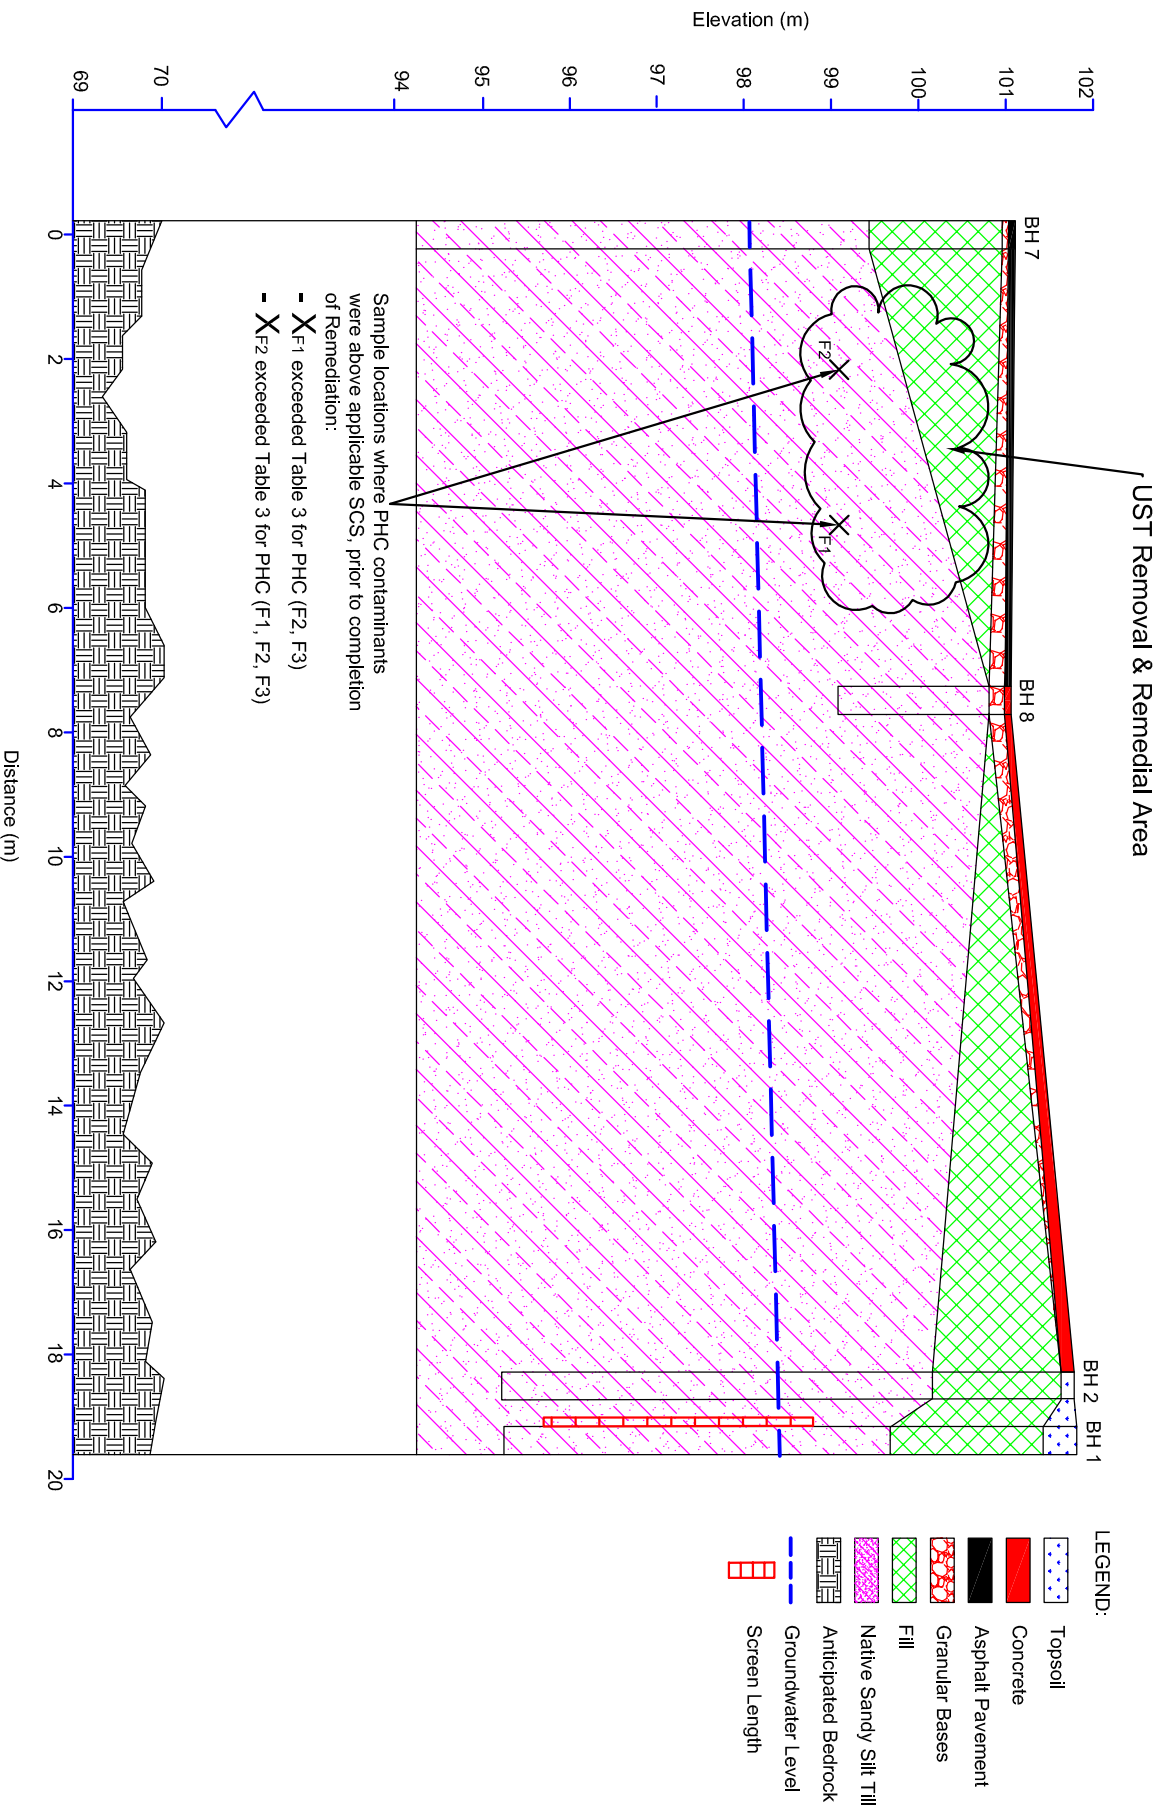 UST Removal & Remedial Area
BH 7
BH 8
BH 2
BH 1
Elevation (m)
102
101
100
99
98
97
96
95
94
70
69
F2
F1
Sample locations where PHC contaminants
were above applicable SCS, prior to completion
of Remediation:
- XF1 exceeded Table 3 for PHC (F2, F3)
- XF2 exceeded Table 3 for PHC (F1, F2, F3)
0
2
4
6
8
10
12
14
16
18
20
Distance (m)
LEGEND:
Topsoil
Concrete
Asphalt Pavement
Granular Bases
Fill
Native Sandy Silt Till
Anticipated Bedrock
Groundwater Level
Screen Length